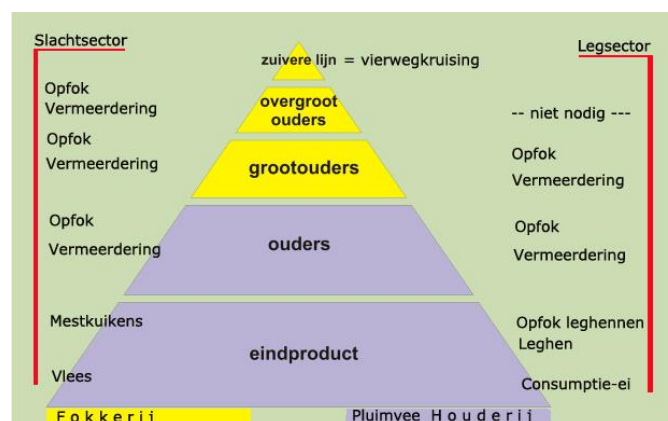 Slachtsector
Legsector
zuivere lijn = vierwegkruising
Opfok
Vermeerdering
overgroot
ouders
-- niet nodig ---
Opfok
Vermeerdering
grootouders
Opfok
Vermeerdering
Opfok
Vermeerdering
ouders
Opfok
Vermeerdering
Mestkuikens
Vlees
eindproduct
Opfok leghennen
Leghen
Consumptie-ei
Fokkerij
Pluimvee Houderij